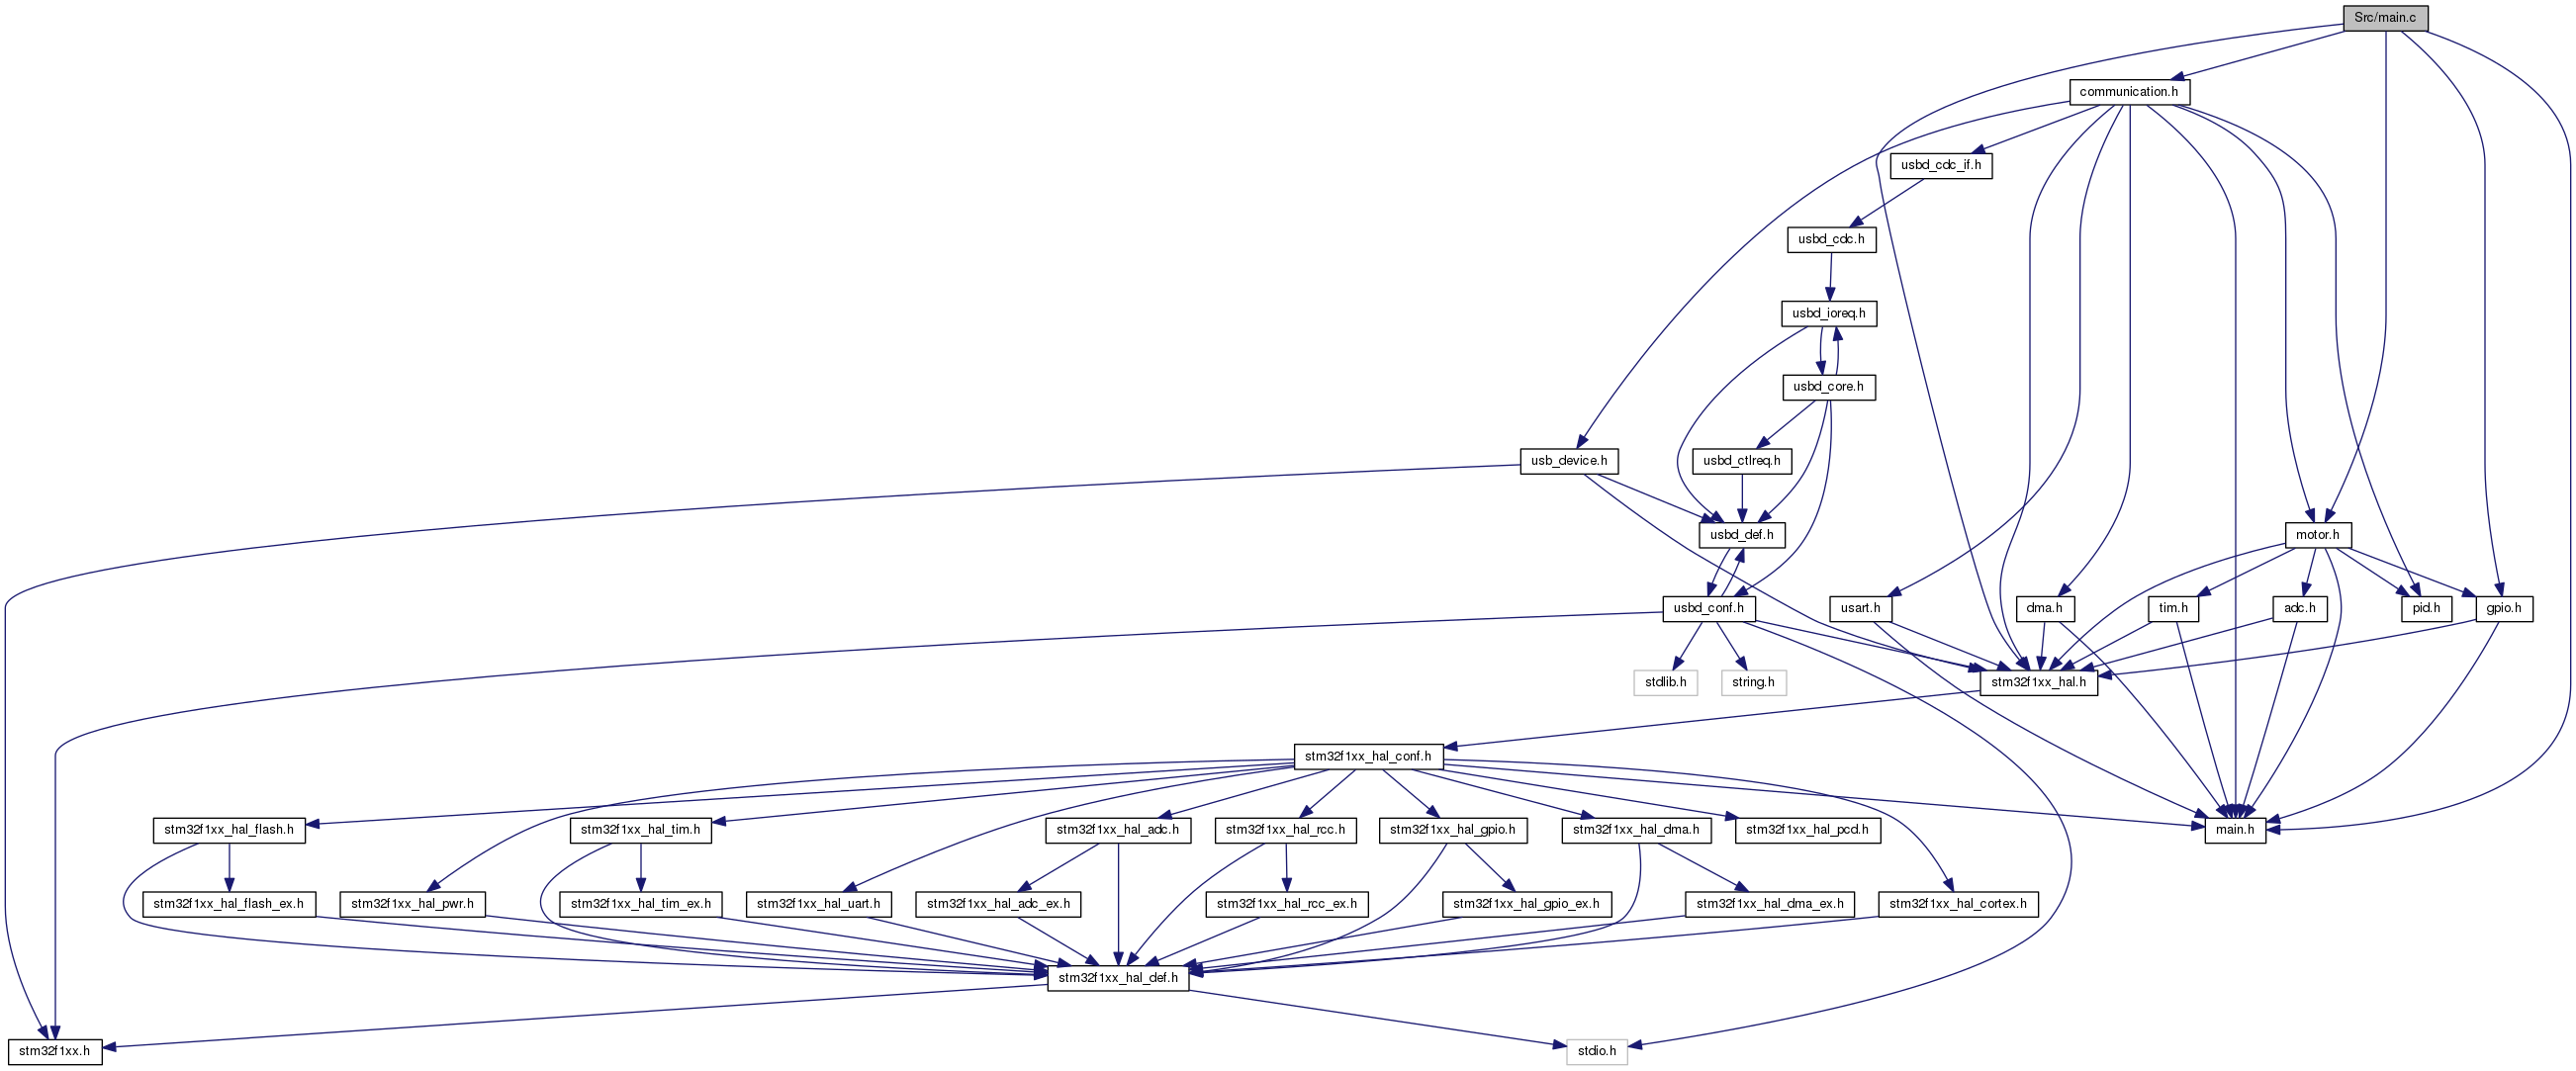 Src/main.c
communication.h
usbd_cdc_if.h
usbd_cdc.h
usbd_ioreq.h
usbd_core.h
usb_device.h
usbd_ctlreq.h
usbd_def.h
motor.h
usbd_conf.h
usart.h
dma.h
tim.h
adc.h
pid.h
gpio.h
stdlib.h
string.h
stm32f1xx_hal.h
stm32f1xx_hal_conf.h
stm32f1xx_hal_flash.h
stm32f1xx_hal_tim.h
stm32f1xx_hal_adc.h
stm32f1xx_hal_rcc.h
stm32f1xx_hal_gpio.h
stm32f1xx_hal_dma.h
stm32f1xx_hal_pcd.h
main.h
stm32f1xx_hal_flash_ex.h
stm32f1xx_hal_pwr.h
stm32f1xx_hal_tim_ex.h
stm32f1xx_hal_uart.h
stm32f1xx_hal_adc_ex.h
stm32f1xx_hal_rcc_ex.h
stm32f1xx_hal_gpio_ex.h
stm32f1xx_hal_dma_ex.h
stm32f1xx_hal_cortex.h
stm32f1xx_hal_def.h
stm32f1xx.h
stdio.h